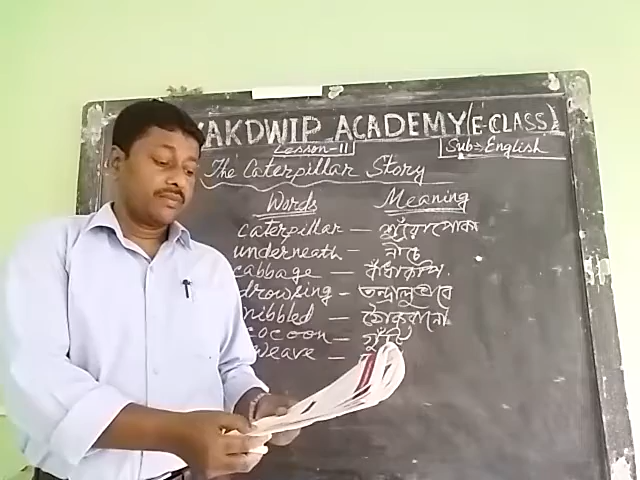 YAKDWIP ACADEMY (E-CLASS)
Lesson-11
Sub:- English
The Caterpillar Story
Words Meaning
caterpillar — শুঁয়োপোকা
underneath — নীচে
cabbage — বাঁধাকপি.
drowsing - তন্দ্রালুভাবে
nibbled — ঠোকরানো
cocoon — গুঁটি
weave —